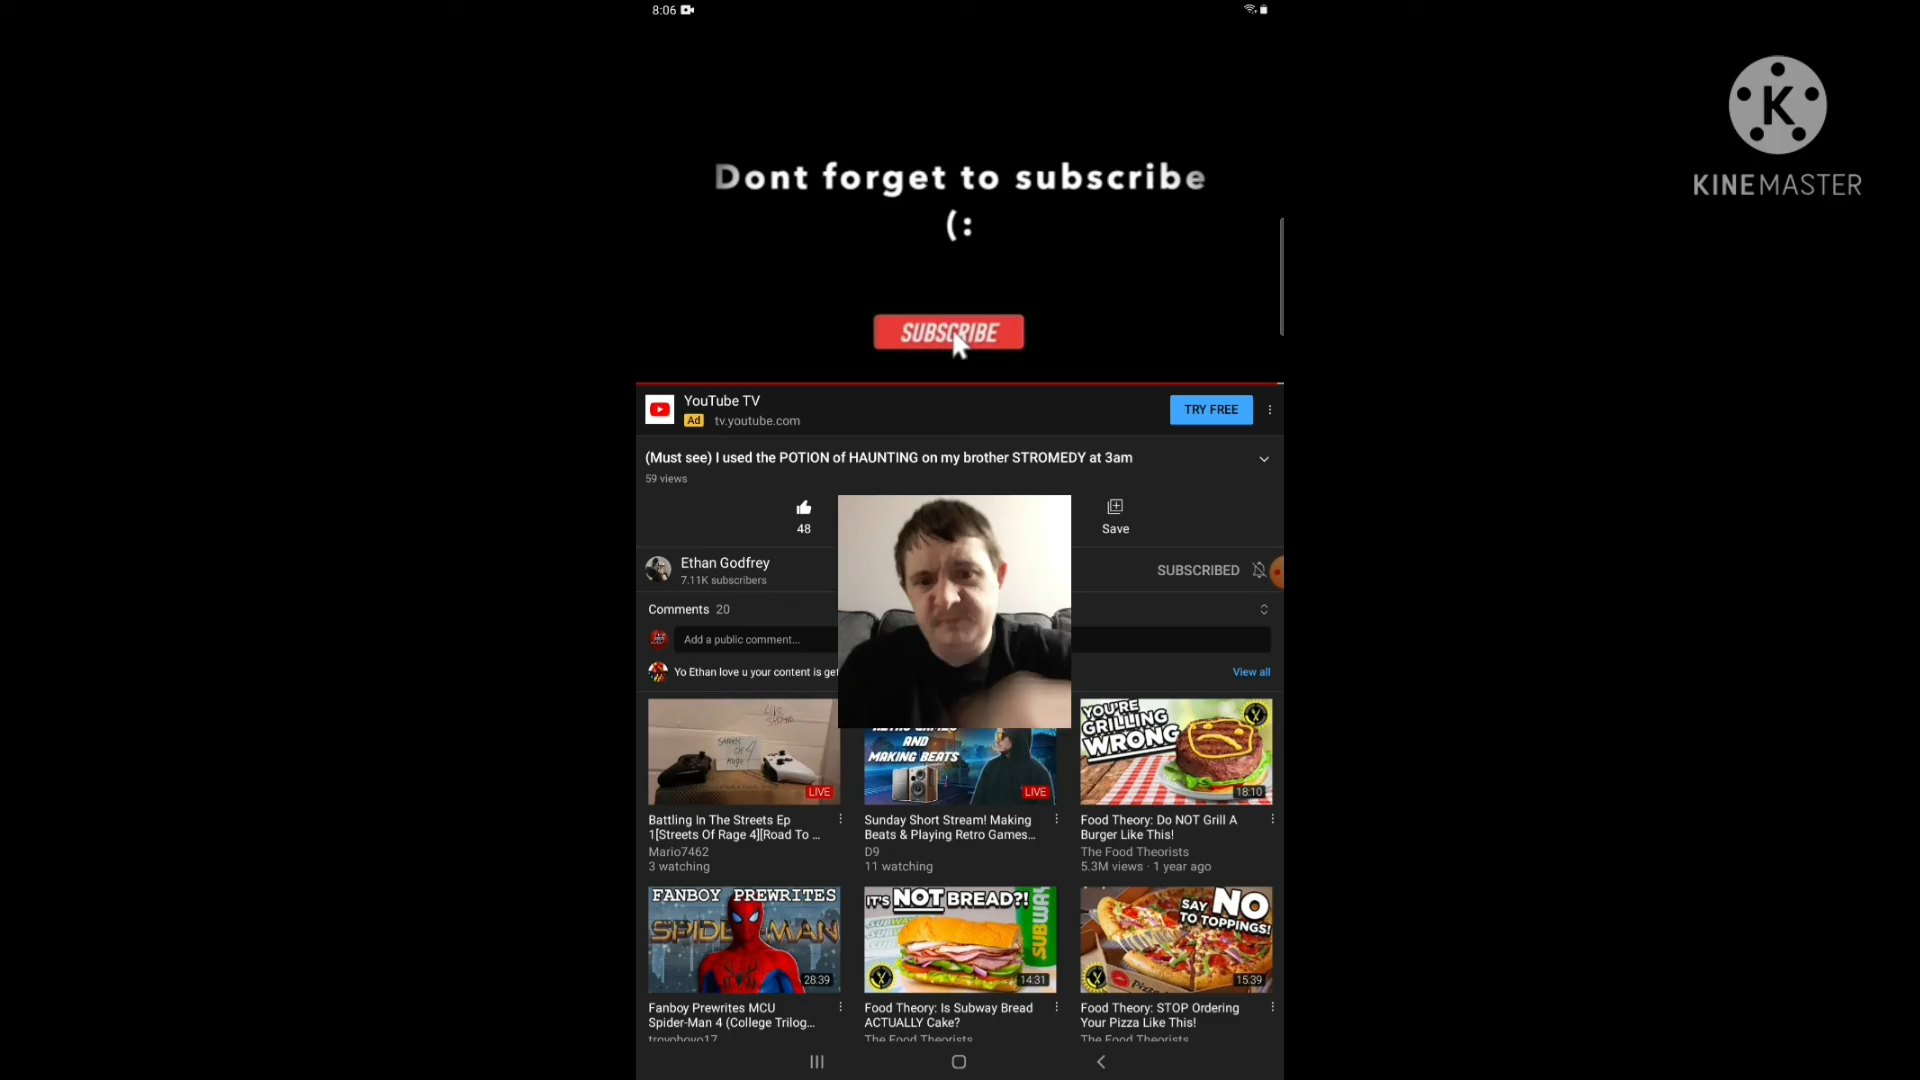 8:06
KINEMASTER
Dont forget to subscribe
(:
SUBSCRIBE
YouTube TV
Ad tv.youtube.com
TRY FREE
(Must see) I used the POTION of HAUNTING on my brother STROMEDY at 3am
59 views
48
Save
Ethan Godfrey
7.11K subscribers
SUBSCRIBED
Comments 20
Add a public comment...
Yo Ethan love u your content is get
View all
LIVE
AND
MAKING BEATS
LIVE
YOU'RE
GRILLING
WRONG
18:10
Battling In The Streets Ep
1[Streets Of Rage 4][Road To ...
Mario7462
3 watching
Sunday Short Stream! Making
Beats & Playing Retro Games...
D9
11 watching
Food Theory: Do NOT Grill A
Burger Like This!
The Food Theorists
5.3M views · 1 year ago
FANBOY PREWRITES
SPIDER-MAN
28:39
IT'S NOT BREAD?!
SUBWAY
14:31
SAY NO
TO TOPPINGS!
15:39
Fanboy Prewrites MCU
Spider-Man 4 (College Trilog...
troyoboyo17
Food Theory: Is Subway Bread
ACTUALLY Cake?
The Food Theorists
Food Theory: STOP Ordering
Your Pizza Like This!
The Food Theorists